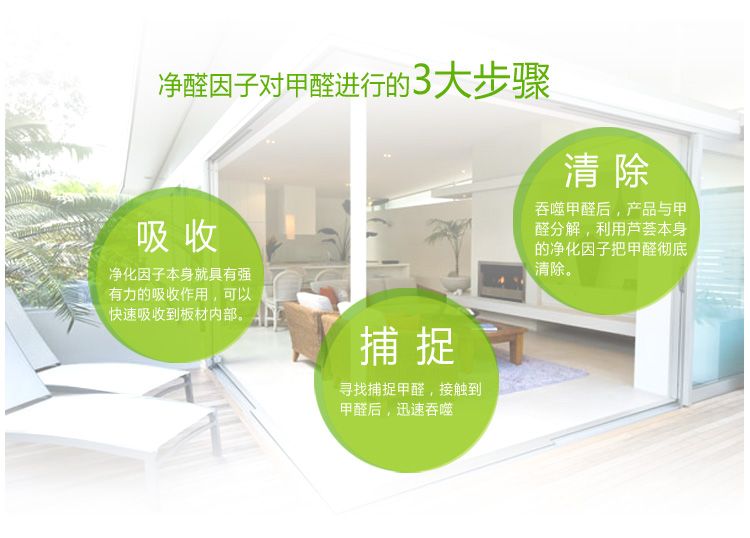 净醛因子对甲醛进行的3大步骤
吸收
净化因子本身就具有强
有力的吸收作用，可以
快速吸收到板材内部。
捕捉
寻找捕捉甲醛，接触到
甲醛后，迅速吞噬
清除
吞噬甲醛后，产品与甲
醛分解，利用芦荟本身
的净化因子把甲醛彻底
清除。